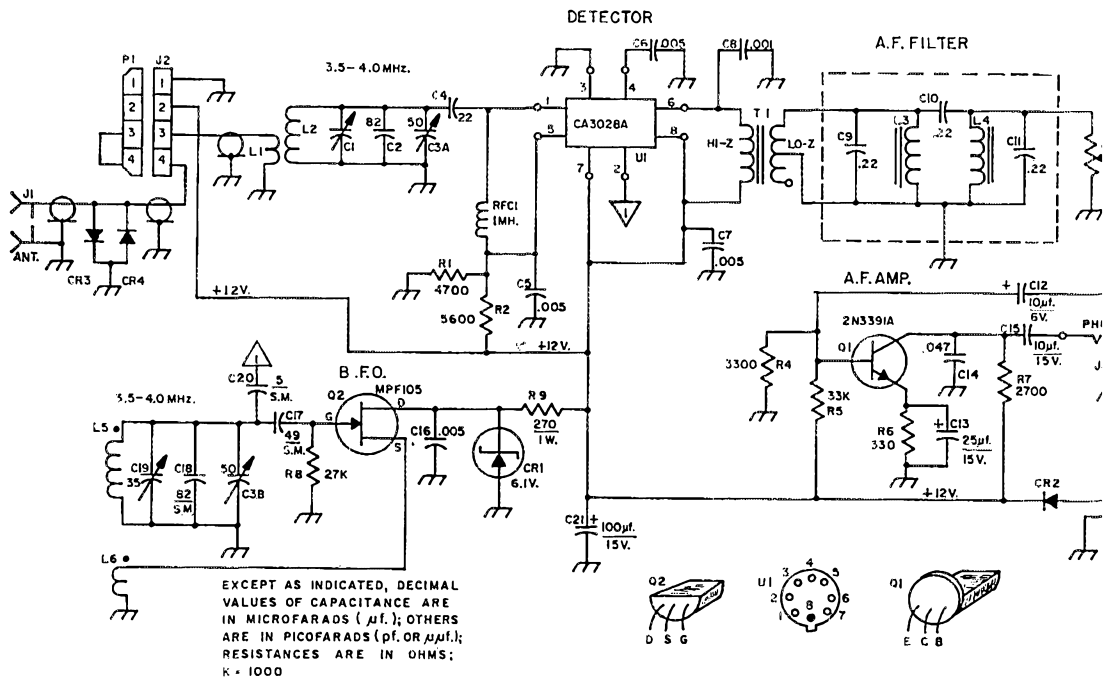 DETECTOR
A.F. FILTER
P1
J2
1
2
3
4
1
2
3
4
J1
ANT.
CR3
CR4
L1
3.5-4.0 MHz.
L2
C1
82
C2
50
C3A
C4
22
RFC1
1MH.
R1
4700
R2
5600
C5
.005
C6
.005
C8
.001
3
4
1
5
6
8
7
2
CA3028A
U1
1
T1
HI-Z
LO-Z
C7
.005
C9
.22
C10
.22
L3
L4
C11
.22
+12V.
+12V.
A.F. AMP.
2N3391A
Q1
3300
R4
33K
R5
R6
330
+
C13
25µf.
15V.
.047
C14
+
C12
10µf.
6V.
C15
10µf.
15V.
PH
J
R7
2700
+12V.
CR2
B.F.O.
1
C20
5
S.M.
3.5-4.0 MHz.
L5
C19
35
C18
82
S.M.
50
C3B
C17
49
S.M.
R8
27K
Q2
MPF105
G
D
S
C16
.005
CR1
6.1V.
R9
270
1W.
C21
+
100µf.
15V.
L6
EXCEPT AS INDICATED, DECIMAL
VALUES OF CAPACITANCE ARE
IN MICROFARADS (µf.); OTHERS
ARE IN PICOFARADS (pf. OR µµf.);
RESISTANCES ARE IN OHMS;
K = 1000
Q2
D S G
U1
1
2
3
4
5
6
7
8
Q1
E C B